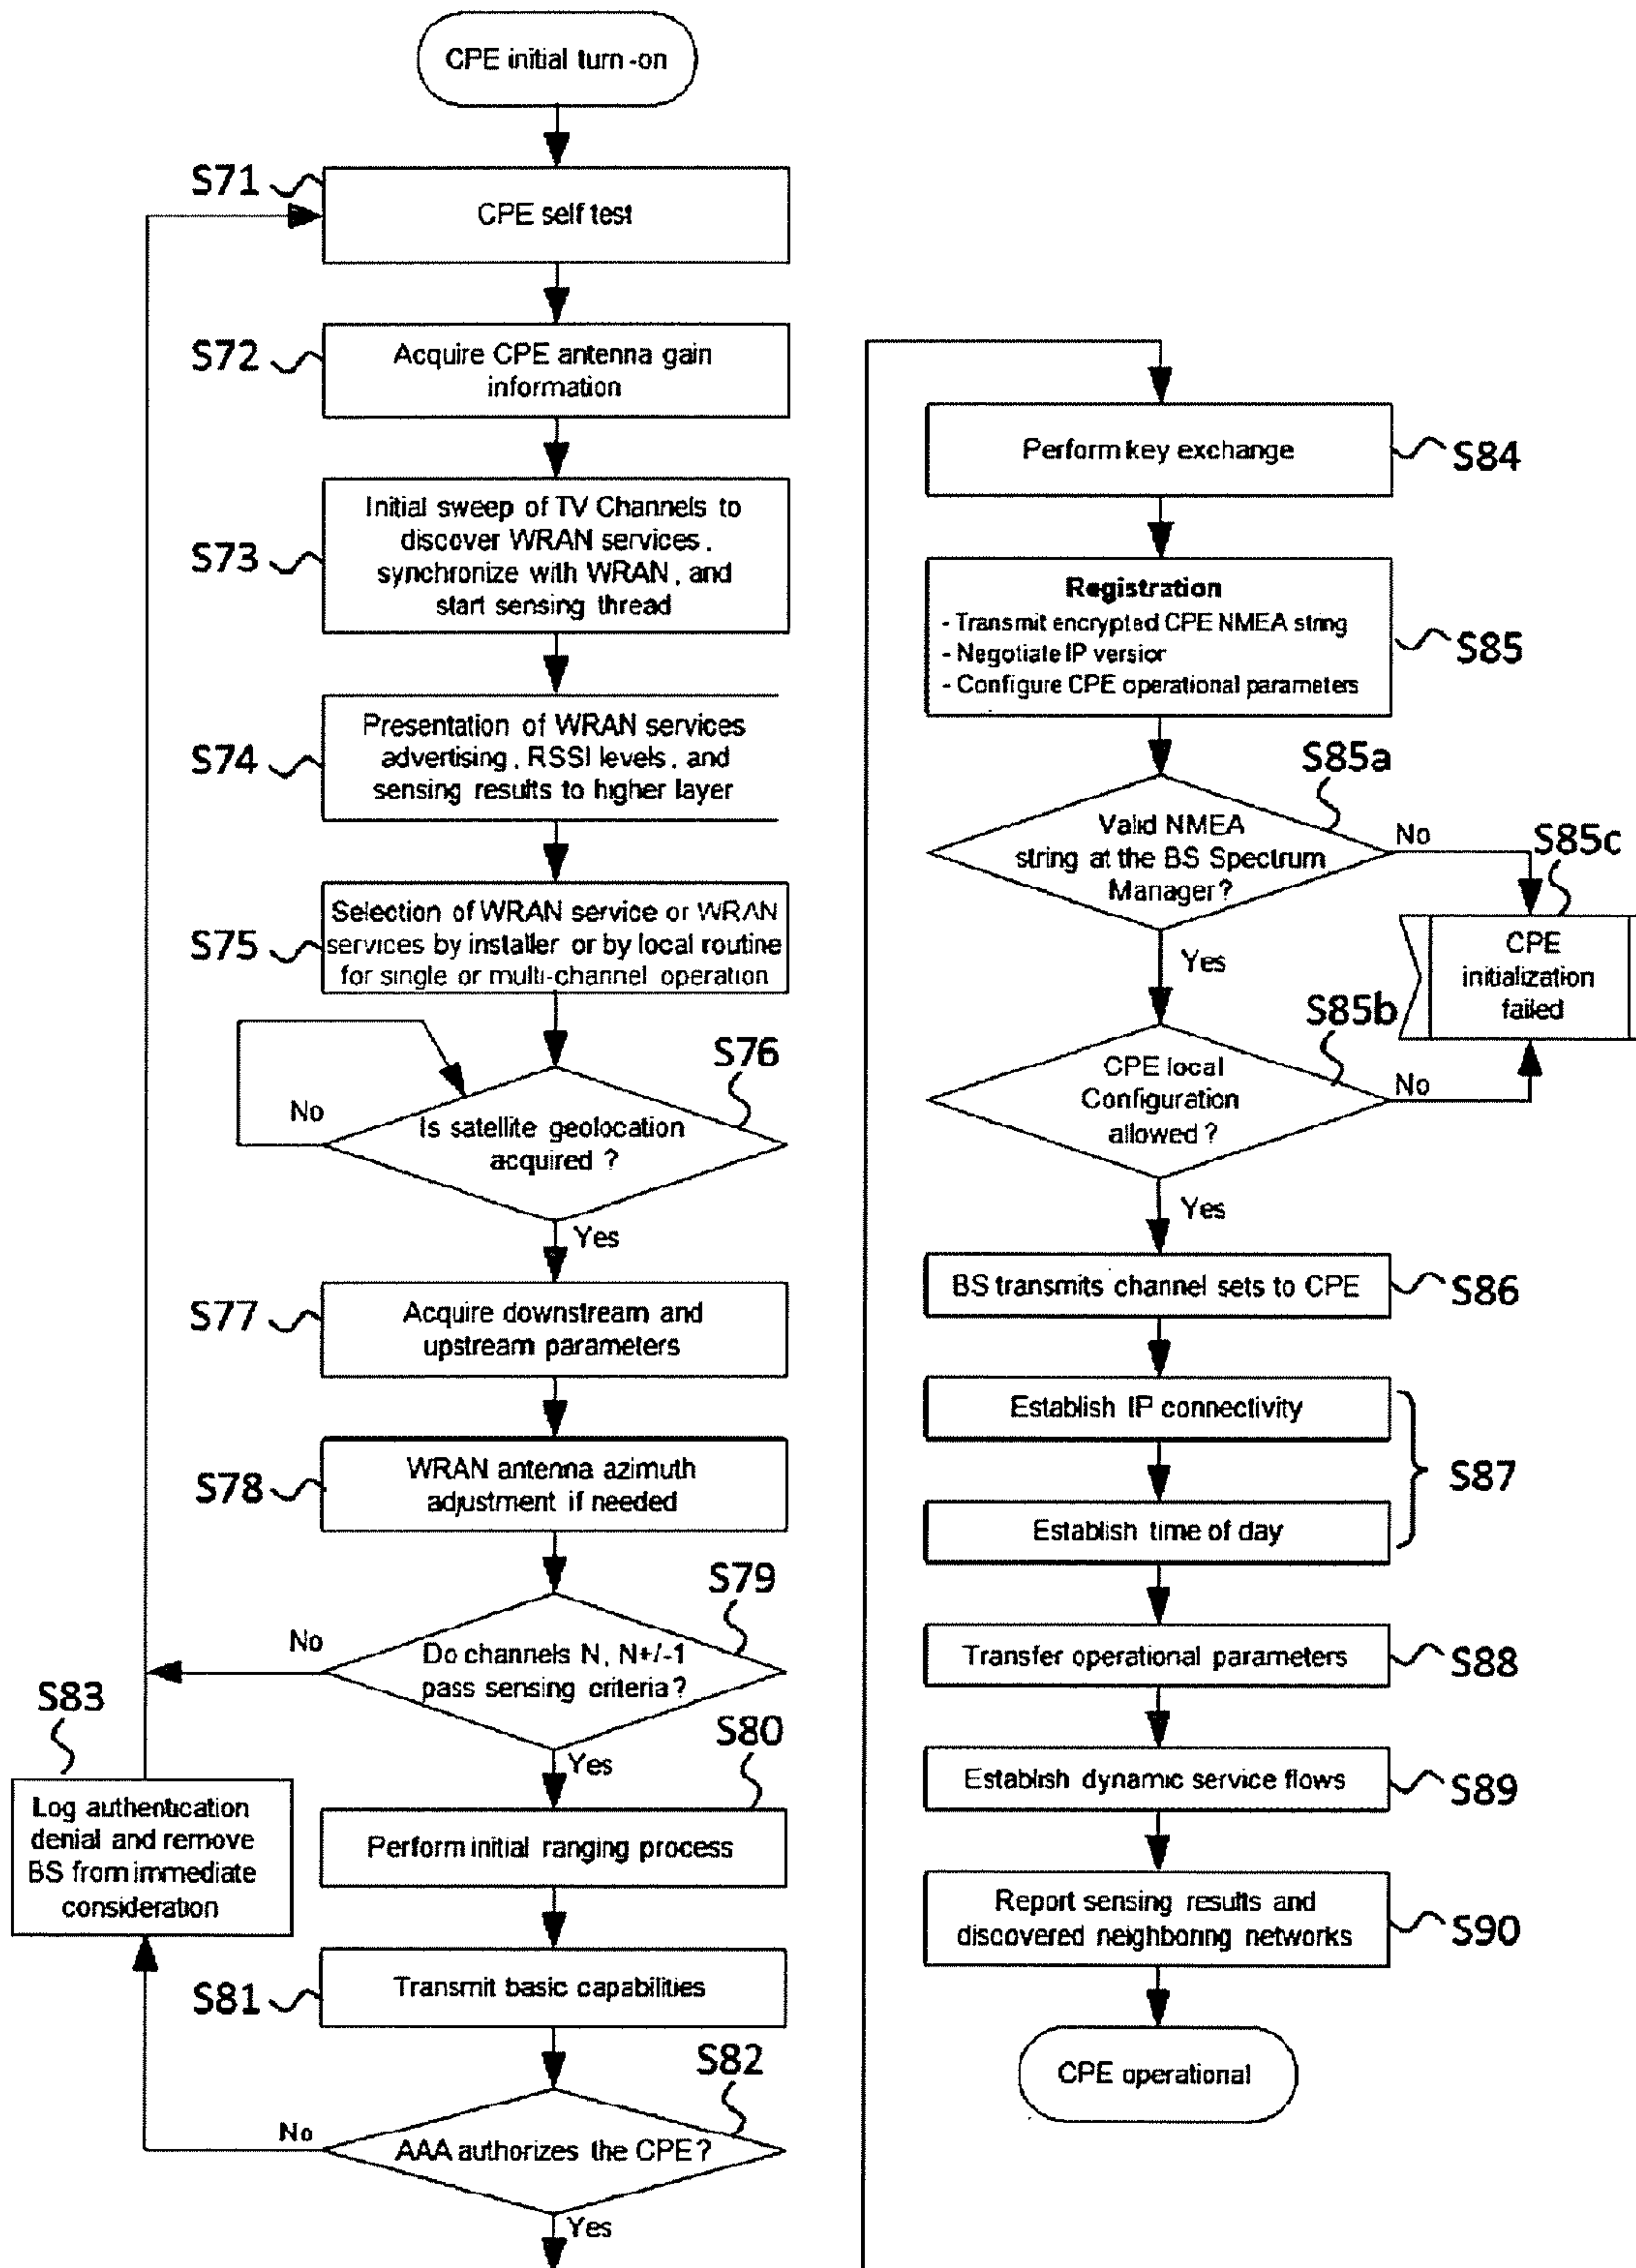 CPE initial turn-on
S71
CPE self test
S72
Acquire CPE antenna gain
information
S73
Initial sweep of TV Channels to
discover WRAN services,
synchronize with WRAN, and
start sensing thread
S74
Presentation of WRAN services
advertising, RSSI levels, and
sensing results to higher layer
S75
Selection of WRAN service or WRAN
services by installer or by local routine
for single or multi-channel operation
S76
No
Is satellite geolocation
acquired ?
Yes
S77
Acquire downstream and
upstream parameters
S78
WRAN antenna azimuth
adjustment if needed
S79
No
Do channels N, N+/-1
pass sensing criteria?
Yes
S83
Log authentication
denial and remove
BS from immediate
consideration
S80
Perform initial ranging process
S81
Transmit basic capabilities
S82
No
AAA authorizes the CPE?
Yes
Perform key exchange
S84
Registration
- Transmit encrypted CPE NMEA string
- Negotiate IP version
- Configure CPE operational parameters
S85
S85a
Valid NMEA
string at the BS Spectrum
Manager?
No
Yes
S85c
CPE
initialization
failed
S85b
CPE local
Configuration
allowed ?
No
Yes
BS transmits channel sets to CPE
S86
Establish IP connectivity
Establish time of day
S87
Transfer operational parameters
S88
Establish dynamic service flows
S89
Report sensing results and
discovered neighboring networks
S90
CPE operational